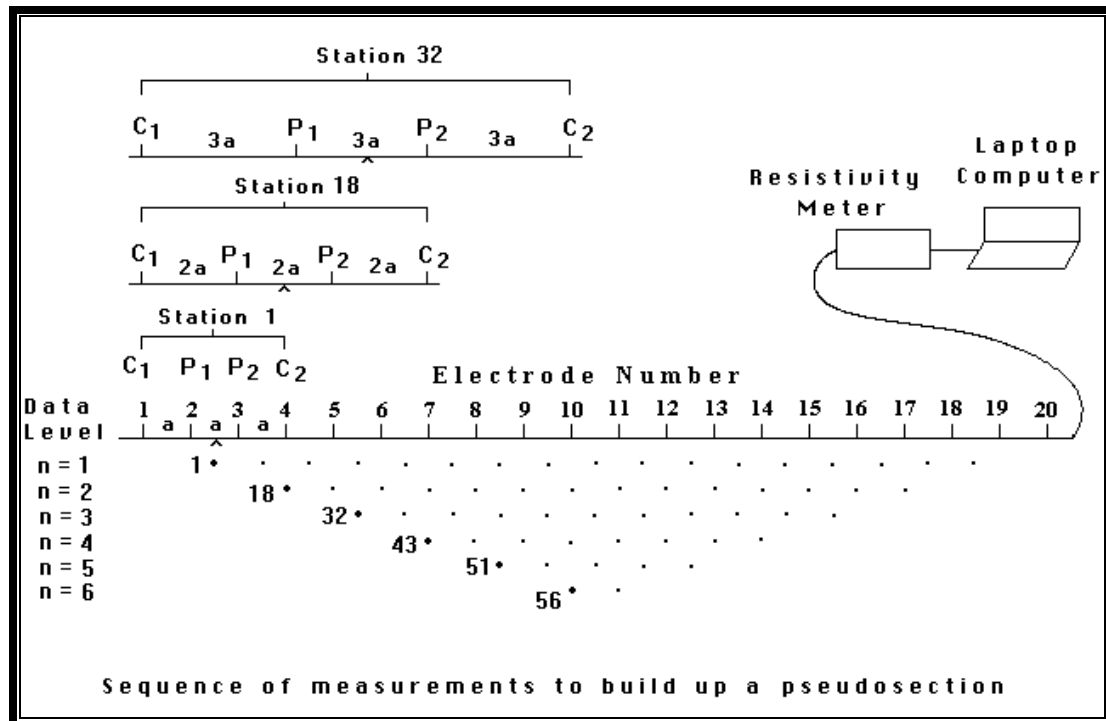 Station 32
C1 3a P1 3a P2 3a C2
Station 18
C1 2a P1 2a P2 2a C2
Station 1
C1 P1 P2 C2
Laptop
Computer
Resistivity
Meter
Electrode Number
Data
Level
1 2 3 4 5 6 7 8 9 10 11 12 13 14 15 16 17 18 19 20
a a a
n = 1 1
n = 2 18
n = 3 32
n = 4 43
n = 5 51
n = 6 56
Sequence of measurements to build up a pseudosection